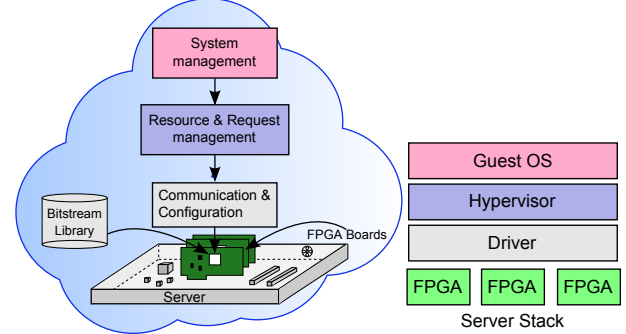 System
management
Resource & Request
management
Communication &
Configuration
Bitstream
Library
FPGA Boards
Server
Guest OS
Hypervisor
Driver
FPGA FPGA FPGA
Server Stack